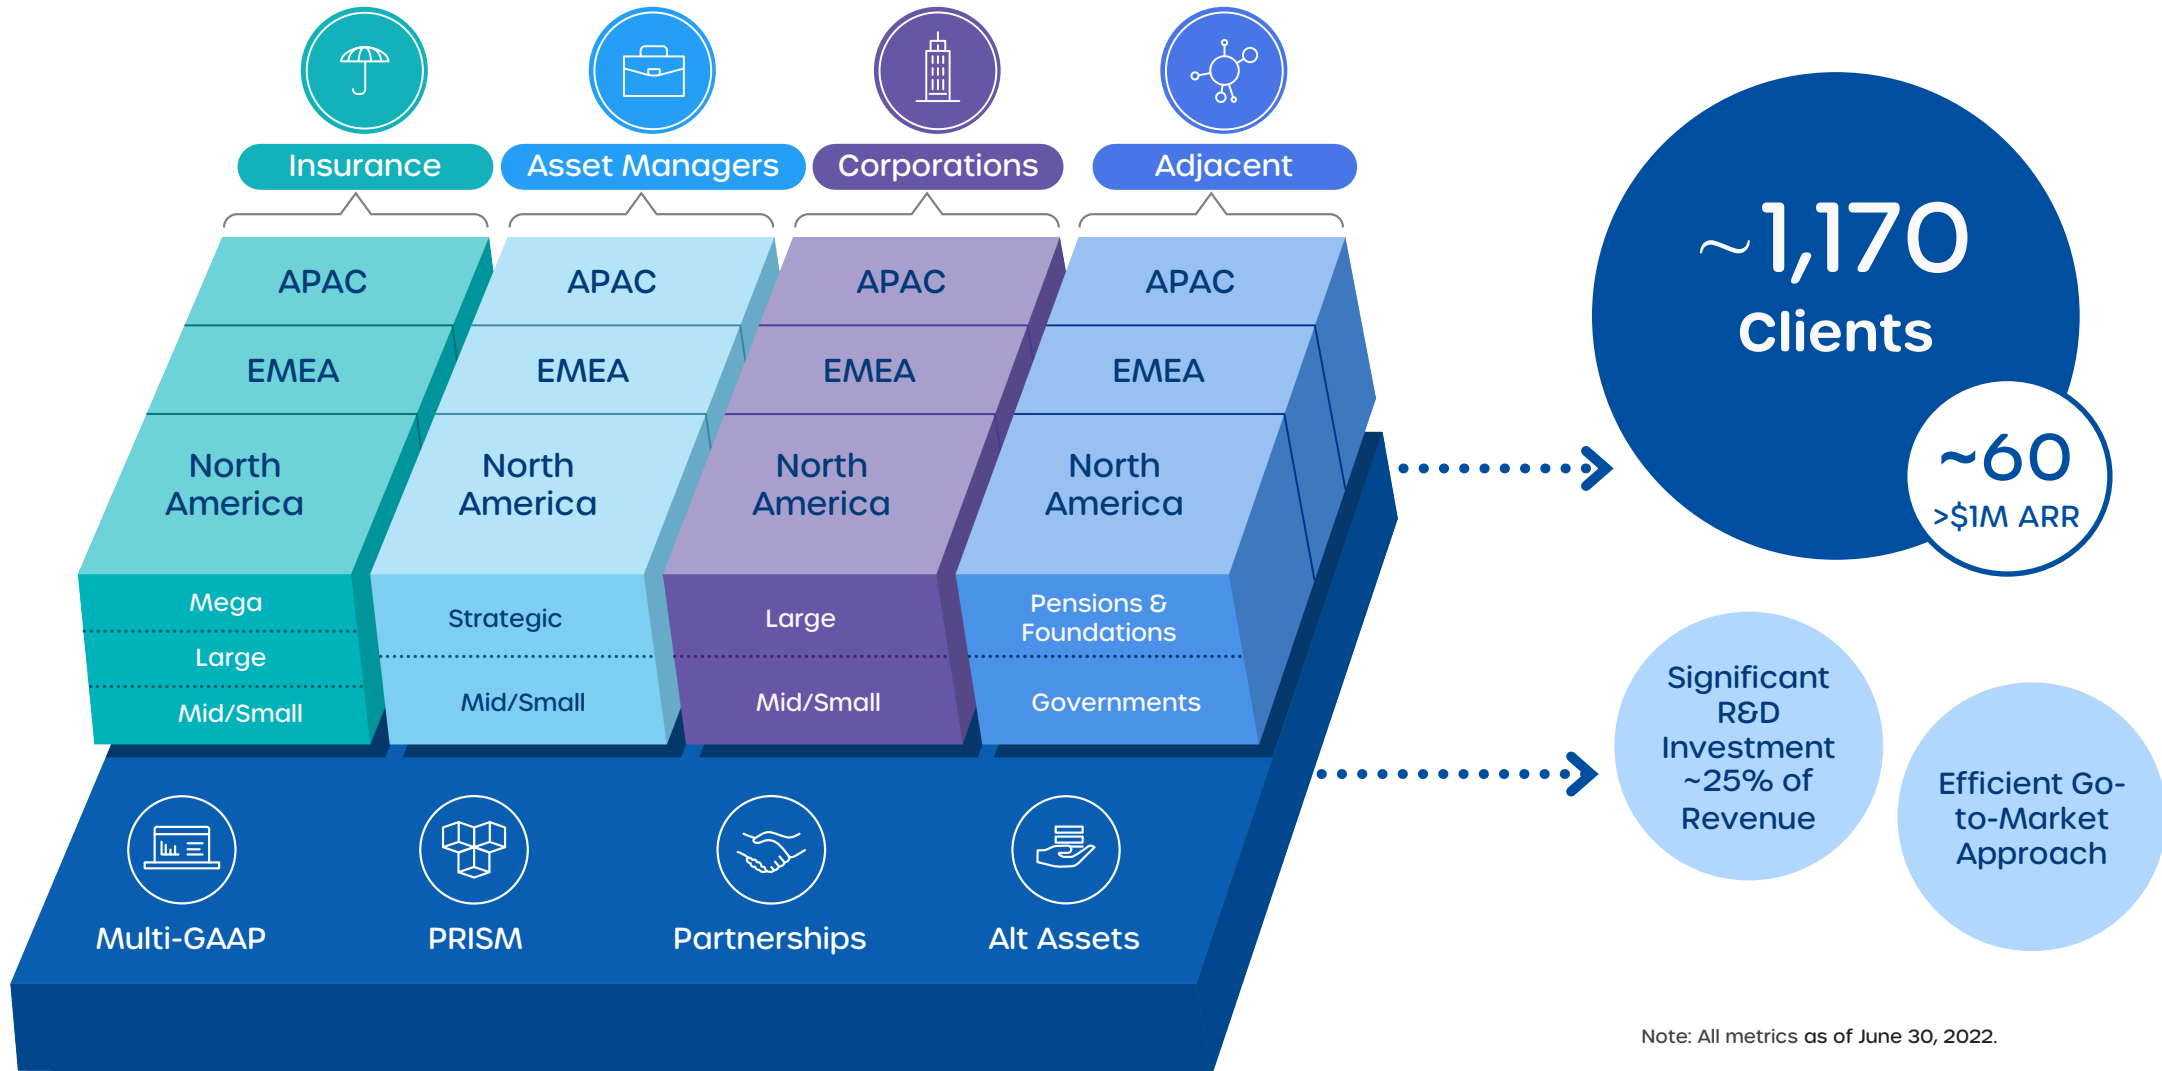 Insurance
Asset Managers
Corporations
Adjacent
APAC
APAC
APAC
APAC
EMEA
EMEA
EMEA
EMEA
North
America
North
America
North
America
North
America
Mega
Large
Mid/Small
Strategic
Mid/Small
Large
Mid/Small
Pensions &
Foundations
Governments
Multi-GAAP
PRISM
Partnerships
Alt Assets
~1,170
Clients
~60
>$1M ARR
Significant
R&D
Investment
~25% of
Revenue
Efficient Go-
to-Market
Approach
Note: All metrics as of June 30, 2022.